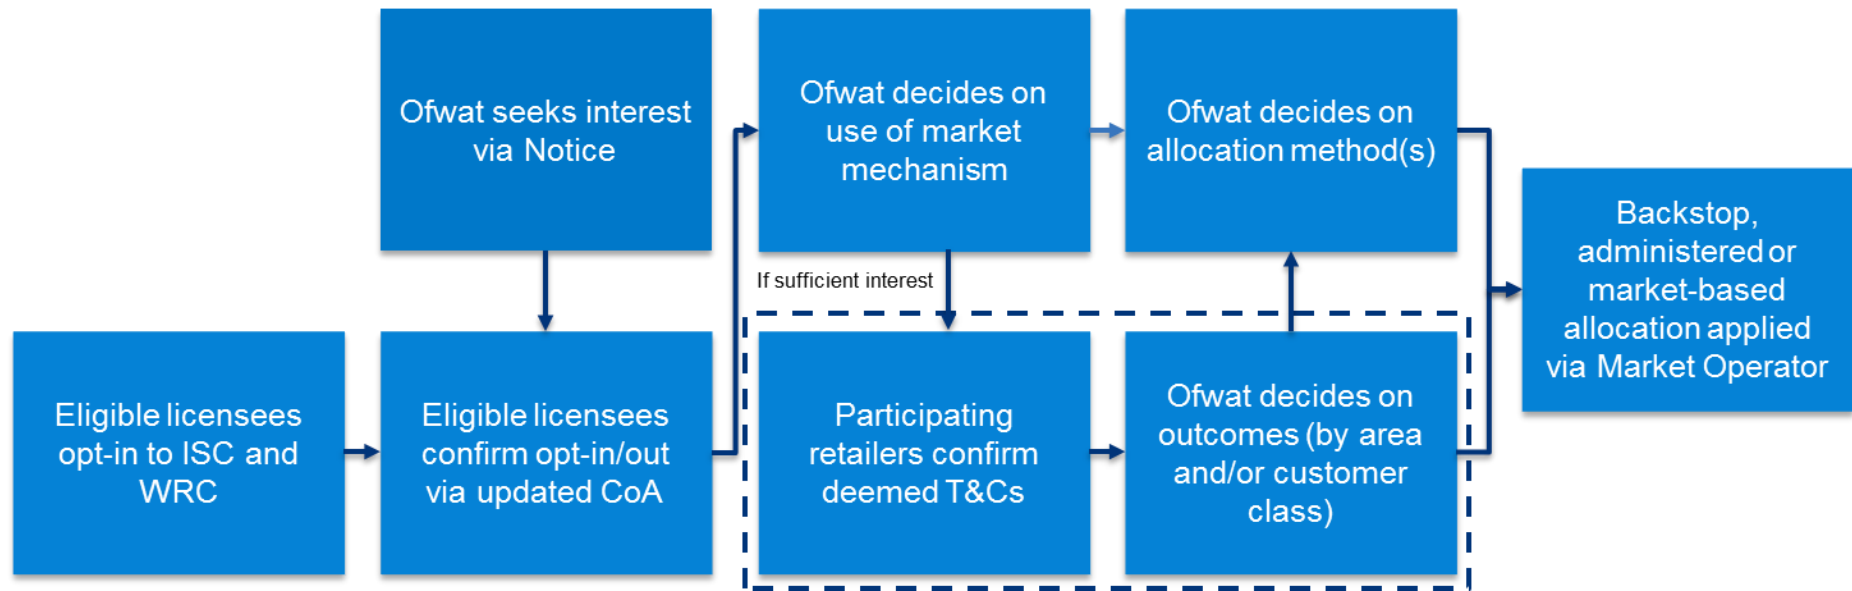 Ofwat seeks interest
via Notice
Ofwat decides on
use of market
mechanism
Ofwat decides on
allocation method(s)
Backstop,
administered or
market-based
allocation applied
via Market Operator
If sufficient interest
Eligible licensees
opt-in to ISC and
WRC
Eligible licensees
confirm opt-in/out
via updated CoA
Participating
retailers confirm
deemed T&Cs
Ofwat decides on
outcomes (by area
and/or customer
class)